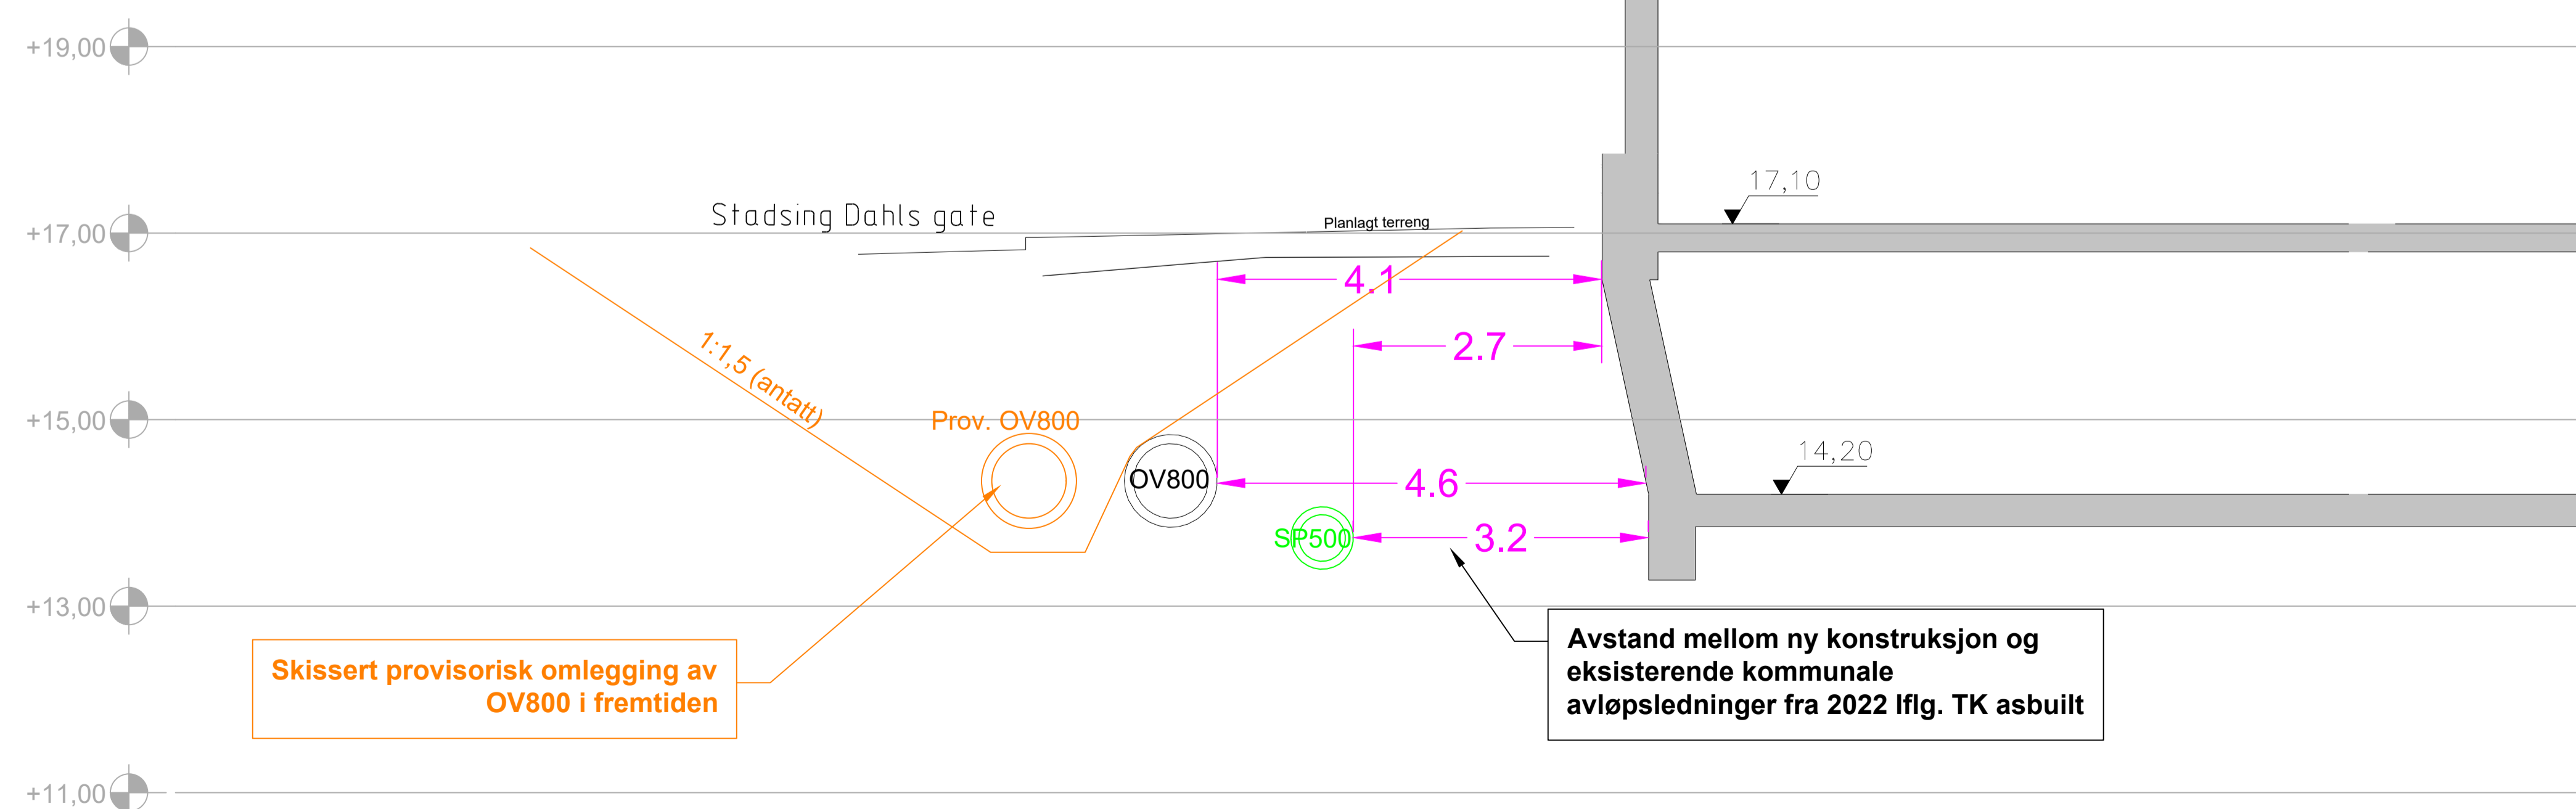 +19,00
17,10
Stadsing Dahls gate
Planlagt terreng
+17,00
4.1
1:1,5 (antatt)
2.7
+15,00
Prov. OV800
14,20
OV800
4.6
SP500
3.2
+13,00
Skissert provisorisk omlegging av
OV800 i fremtiden
Avstand mellom ny konstruksjon og
eksisterende kommunale
avløpsledninger fra 2022 Iflg. TK asbuilt
+11,00